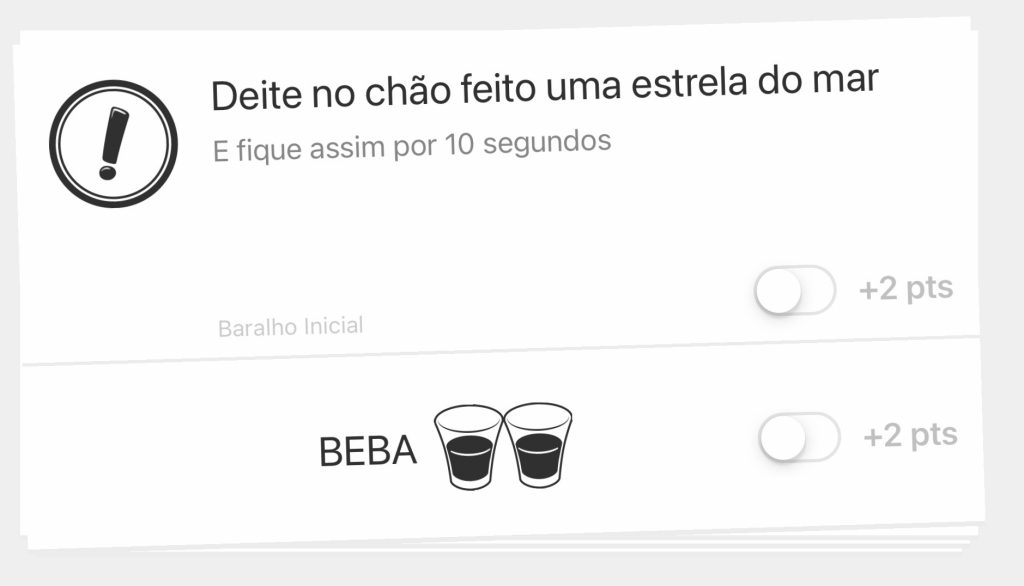 Deite no chão feito uma estrela do mar
E fique assim por 10 segundos
+2 pts
Baralho Inicial
BEBA
+2 pts